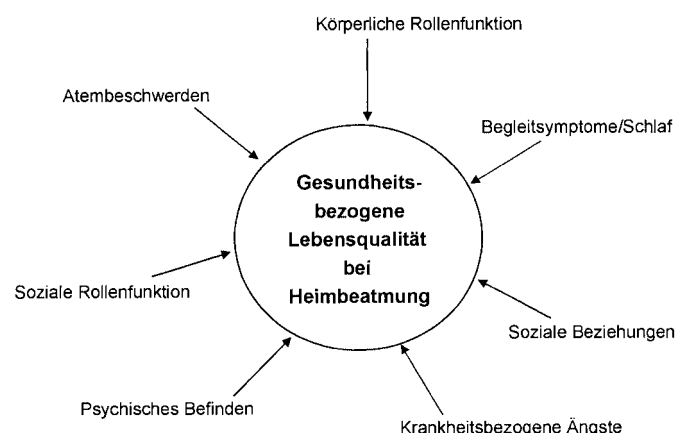 Körperliche Rollenfunktion
Atembeschwerden
Begleitsymptome/Schlaf
Gesundheits-
bezogene
Lebensqualität
bei
Heimbeatmung
Soziale Rollenfunktion
Soziale Beziehungen
Psychisches Befinden
Krankheitsbezogene Ängste